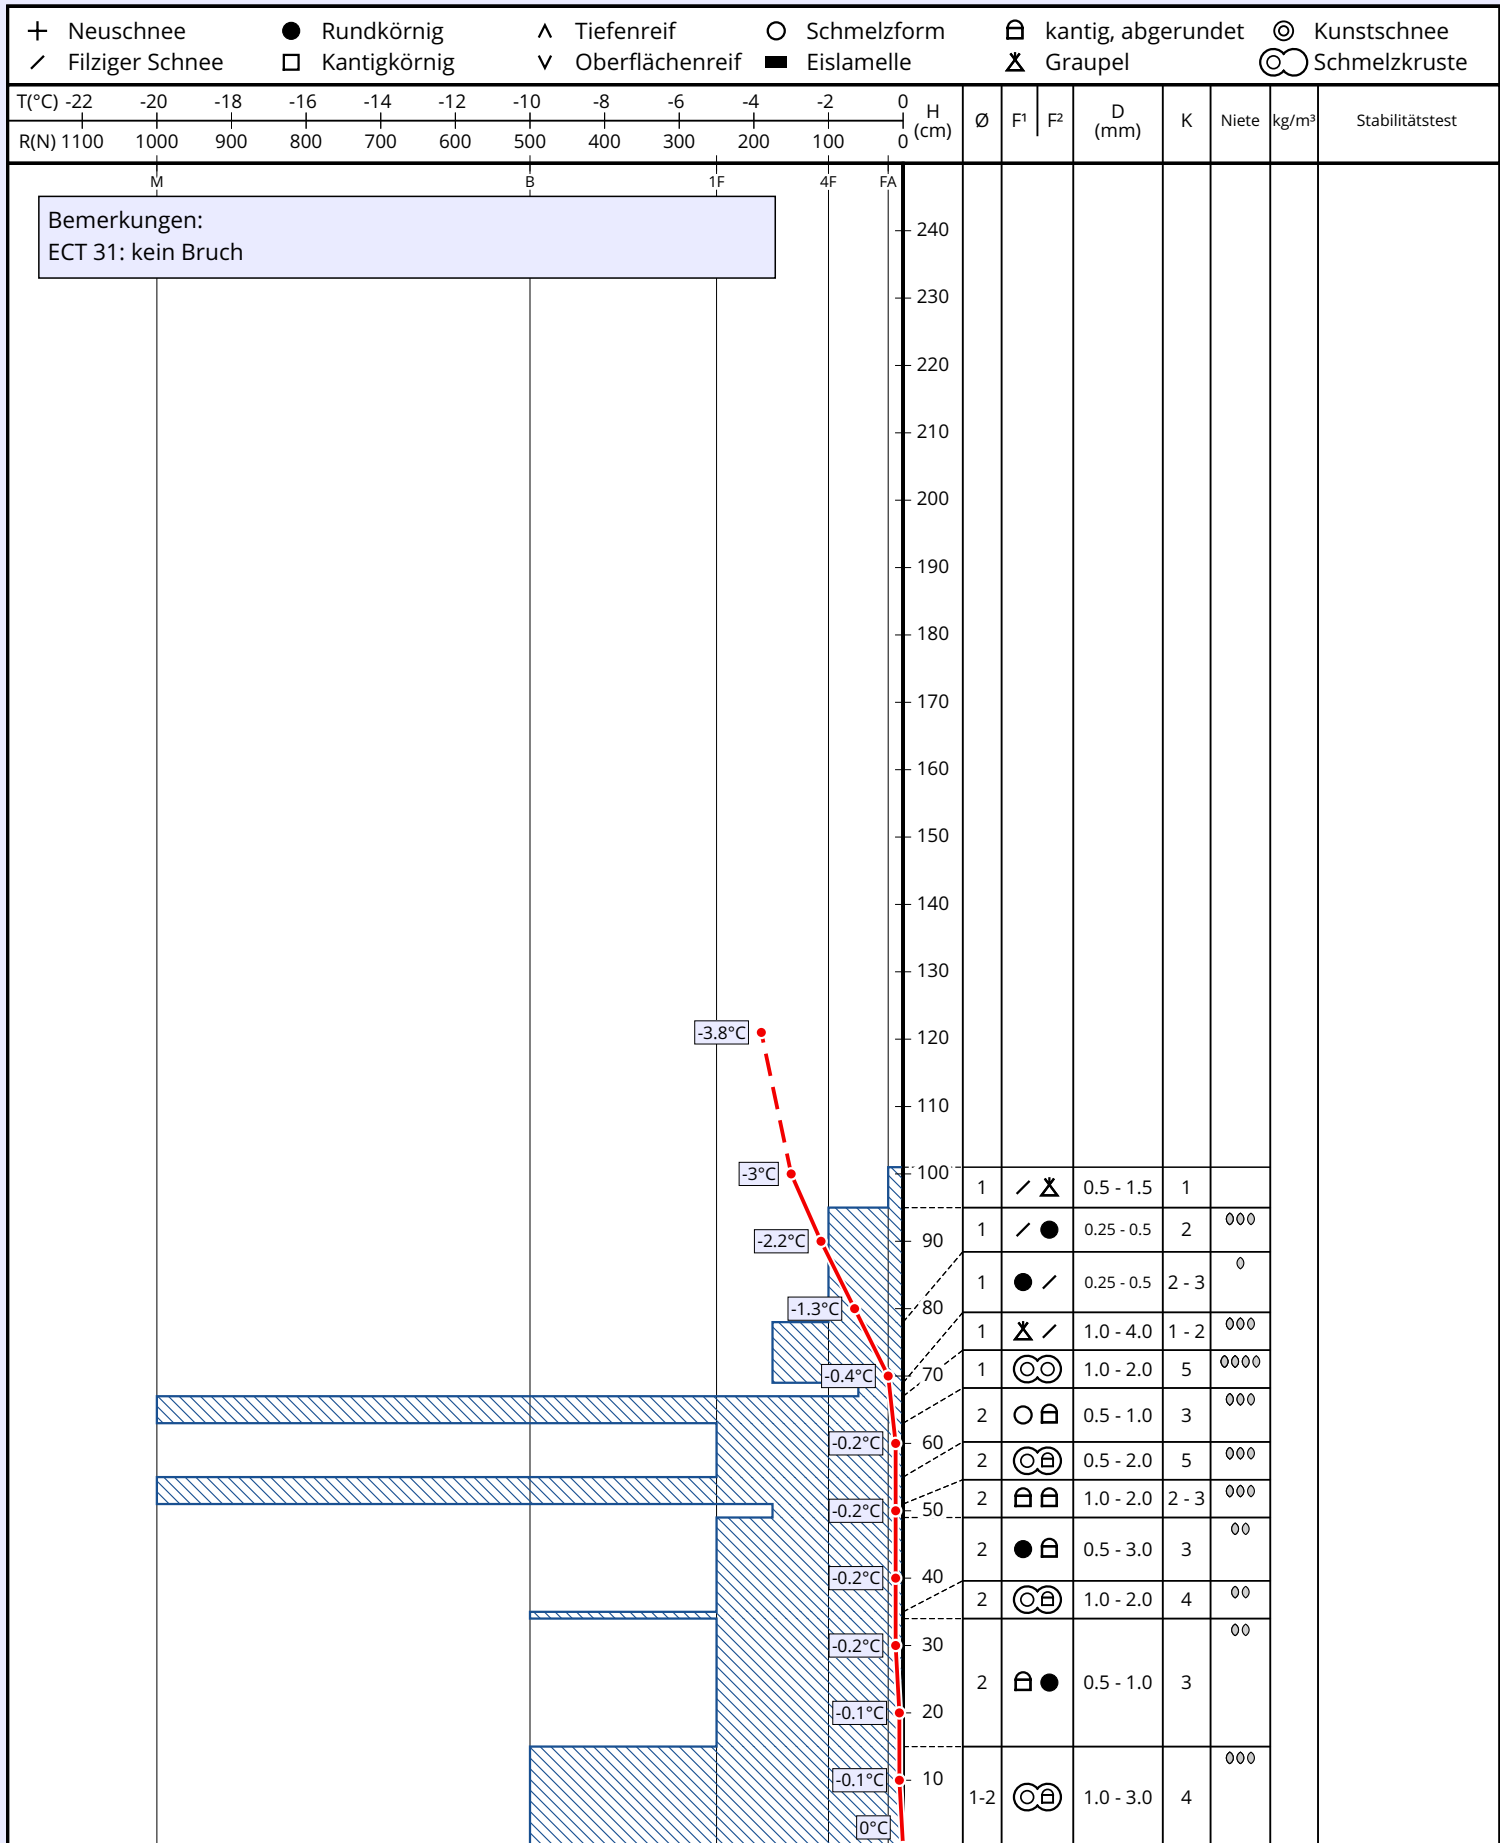 Neuschnee Rundkörnig Tiefenreif Schmelzform kantig, abgerundet Kunstschnee
Filziger Schnee Kantigkörnig Oberflächenreif Eislamelle Graupel Schmelzkruste
T(°C) -22 -20 -18 -16 -14 -12 -10 -8 -6 -4 -2 0
R(N) 1100 1000 900 800 700 600 500 400 300 200 100 0
H (cm) Ø F¹ F² D (mm) K Niete kg/m³ Stabilitätstest
M B 1F 4F FA
Bemerkungen:
ECT 31: kein Bruch
240
230
220
210
200
190
180
170
160
150
140
130
-3.8°C 120
110
-3°C 100
1 0.5 - 1.5 1
1 0.25 - 0.5 2
-2.2°C 90
1 0.25 - 0.5 2 - 3
-1.3°C 80
1 1.0 - 4.0 1 - 2
-0.4°C 70
1 1.0 - 2.0 5
2 0.5 - 1.0 3
-0.2°C 60
2 0.5 - 2.0 5
2 1.0 - 2.0 2 - 3
-0.2°C 50
2 0.5 - 3.0 3
-0.2°C 40
2 1.0 - 2.0 4
-0.2°C 30
2 0.5 - 1.0 3
-0.1°C 20
-0.1°C 10
1-2 1.0 - 3.0 4
0°C